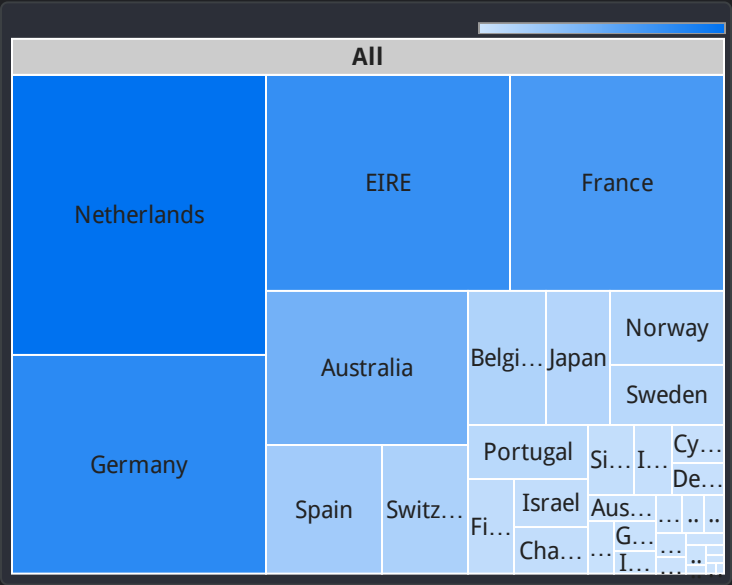 All
Netherlands
EIRE
France
Germany
Australia
Belgi...
Japan
Norway
Sweden
Spain
Switz...
Portugal
Si...
I...
Cy...
De...
Fi...
Israel
Cha...
Aus...
...
..
..
...
G...
I...
...
...
..